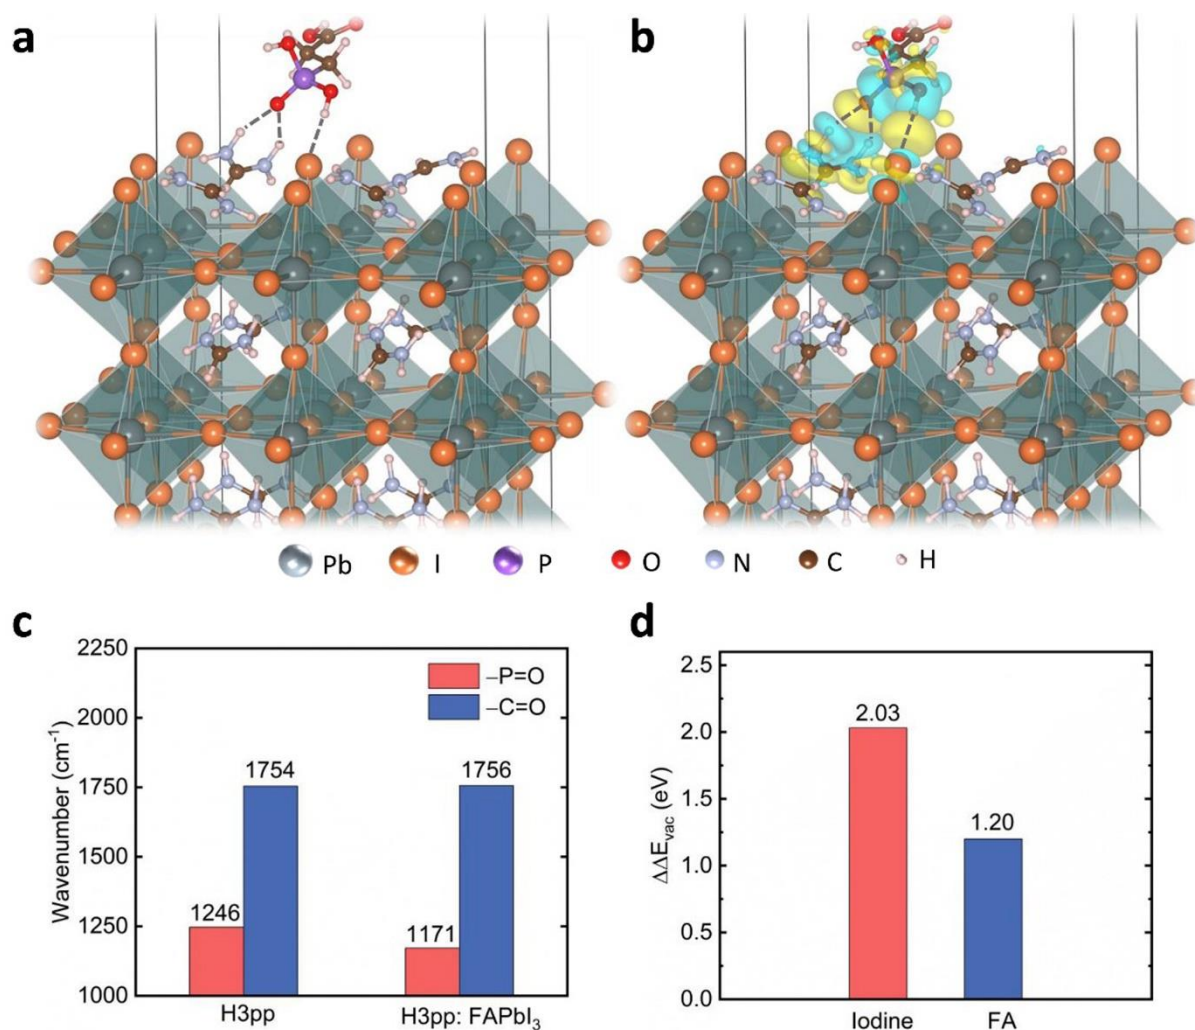 a
b
Pb I P O N C H
c
2250
2000
1750
1500
1250
1000
Wavenumber (cm⁻¹)
–P=O
–C=O
1246
1754
1171
1756
H3pp
H3pp: FAPbI₃
d
2.5
2.0
1.5
1.0
0.5
0.0
ΔΔE_vac (eV)
2.03
1.20
Iodine
FA